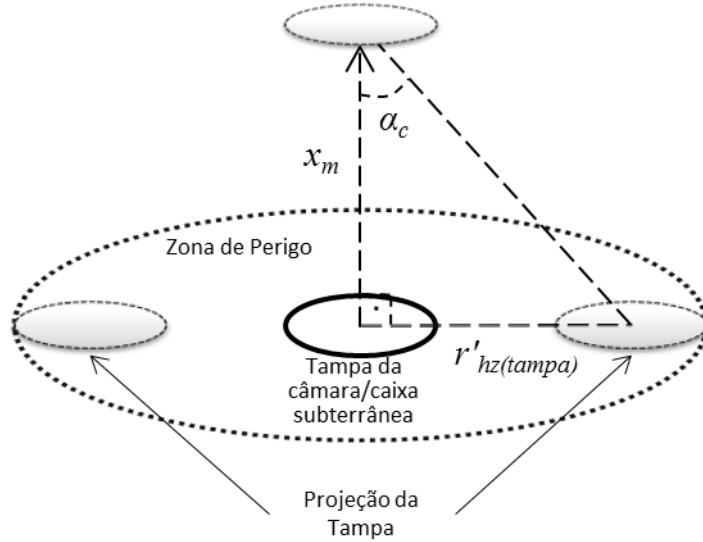 α_c
x_m
Zona de Perigo
r'_hz(tampa)
Tampa da
câmara/caixa
subterrânea
Projeção da
Tampa